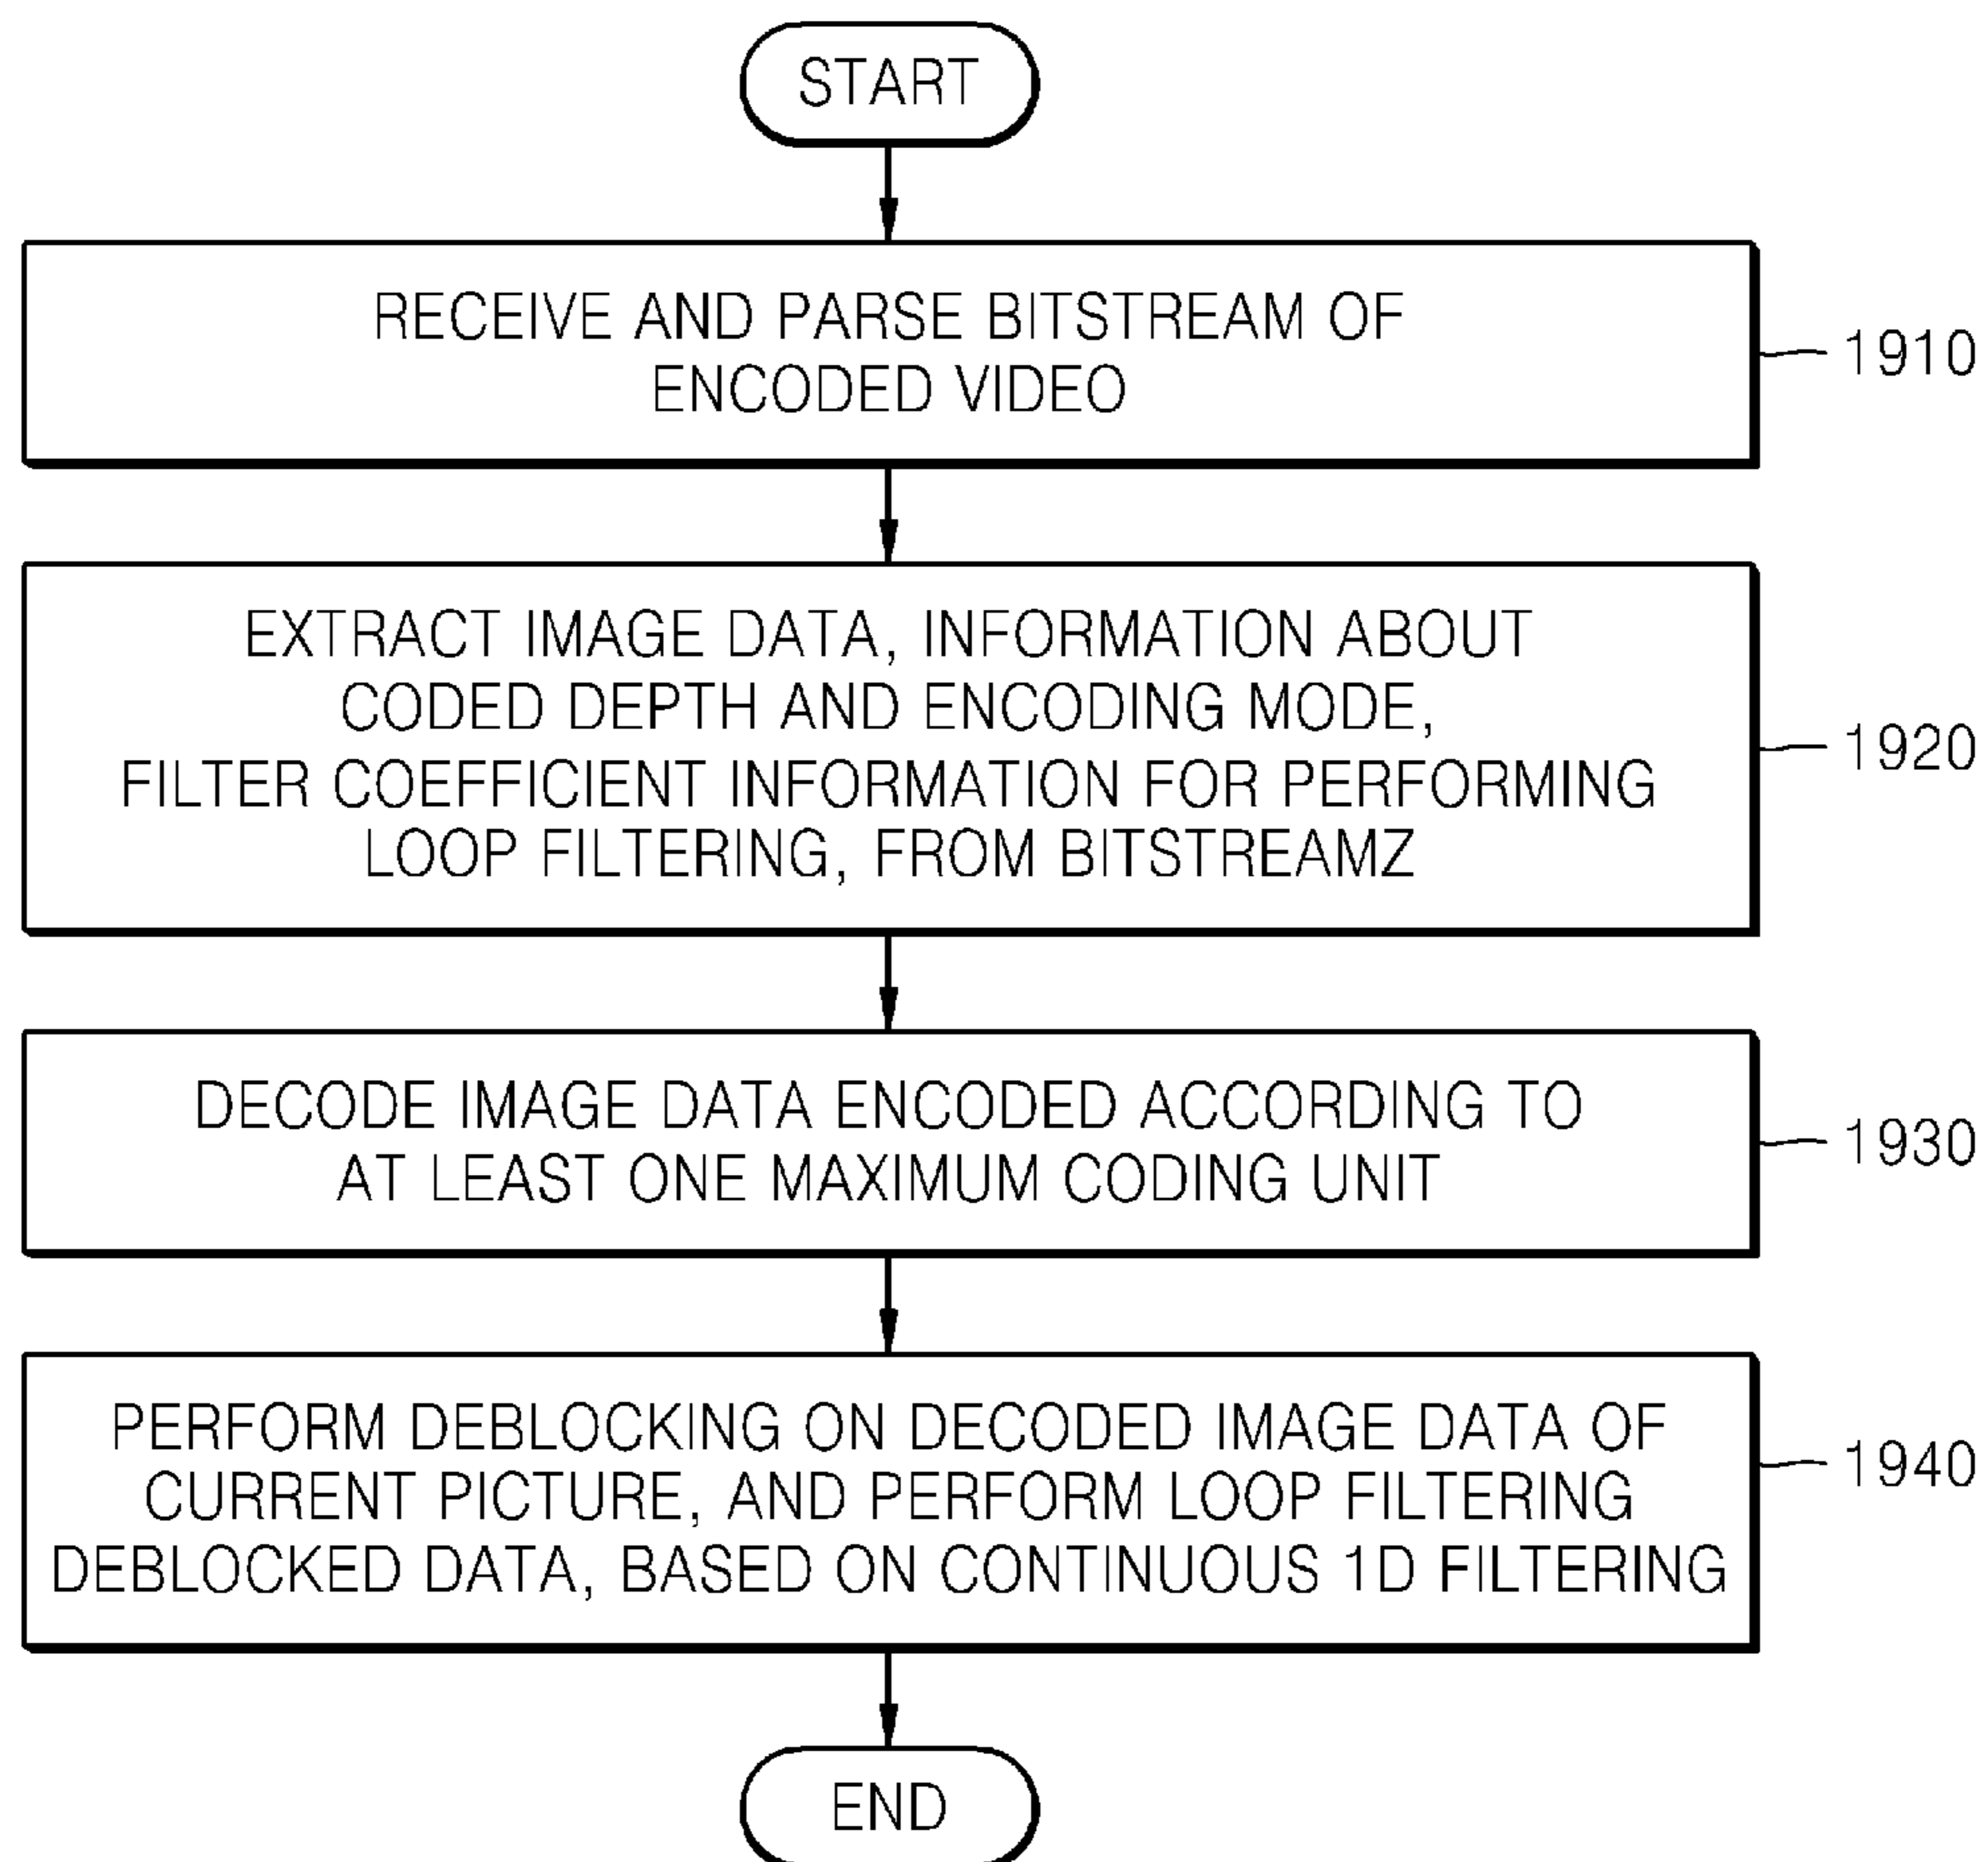 START
RECEIVE AND PARSE BITSTREAM OF
ENCODED VIDEO
1910
EXTRACT IMAGE DATA, INFORMATION ABOUT
CODED DEPTH AND ENCODING MODE,
FILTER COEFFICIENT INFORMATION FOR PERFORMING
LOOP FILTERING, FROM BITSTREAMZ
1920
DECODE IMAGE DATA ENCODED ACCORDING TO
AT LEAST ONE MAXIMUM CODING UNIT
1930
PERFORM DEBLOCKING ON DECODED IMAGE DATA OF
CURRENT PICTURE, AND PERFORM LOOP FILTERING
DEBLOCKED DATA, BASED ON CONTINUOUS 1D FILTERING
1940
END